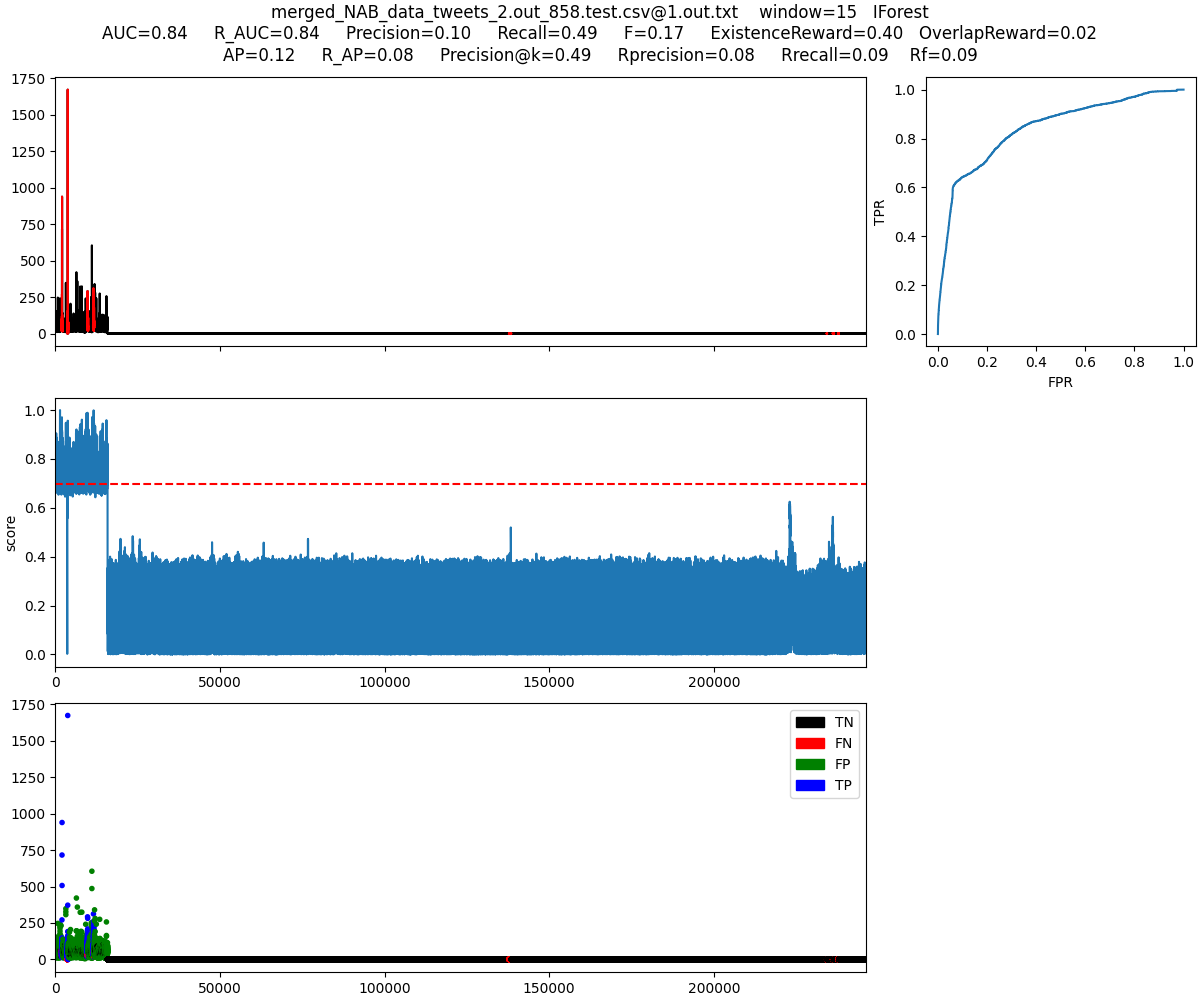 merged_NAB_data_tweets_2.out_858.test.csv@1.out.txt window=15 IForest
AUC=0.84 R_AUC=0.84 Precision=0.10 Recall=0.49 F=0.17 ExistenceReward=0.40 OverlapReward=0.02
AP=0.12 R_AP=0.08 Precision@k=0.49 Rprecision=0.08 Rrecall=0.09 Rf=0.09
1750
1500
1250
1000
750
500
250
0
1.0
0.8
0.6
0.4
0.2
0.0
TPR
0.0 0.2 0.4 0.6 0.8 1.0
FPR
1.0
0.8
0.6
0.4
0.2
0.0
score
0 50000 100000 150000 200000
1750
1500
1250
1000
750
500
250
0
TN
FN
FP
TP
0 50000 100000 150000 200000